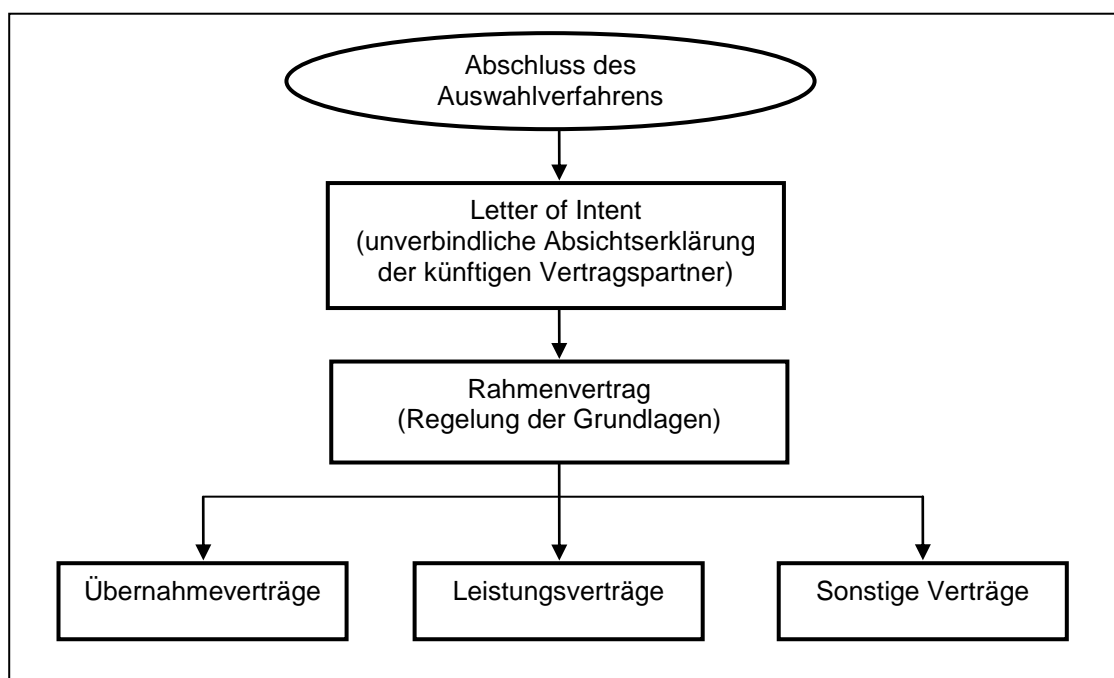 Abschluss des
Auswahlverfahrens
Letter of Intent
(unverbindliche Absichtserklärung
der künftigen Vertragspartner)
Rahmenvertrag
(Regelung der Grundlagen)
Übernahmeverträge
Leistungsverträge
Sonstige Verträge